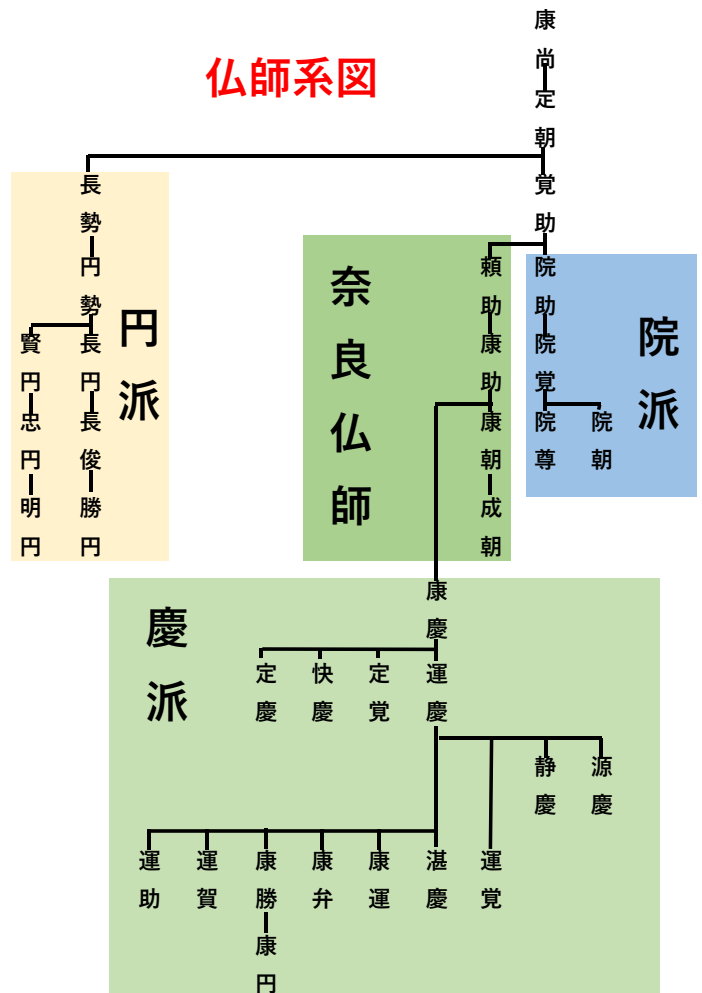 仏師系図
康尚
定朝
覚助
長勢
円勢
賢円
忠円
明円
長円
長俊
勝円
円派
奈良仏師
頼助
康助
康朝
成朝
院派
院助
院覚
院尊
院朝
慶派
康慶
運慶
定覚
快慶
定慶
源慶
静慶
運覚
湛慶
康運
康弁
康勝
康円
運賀
運助